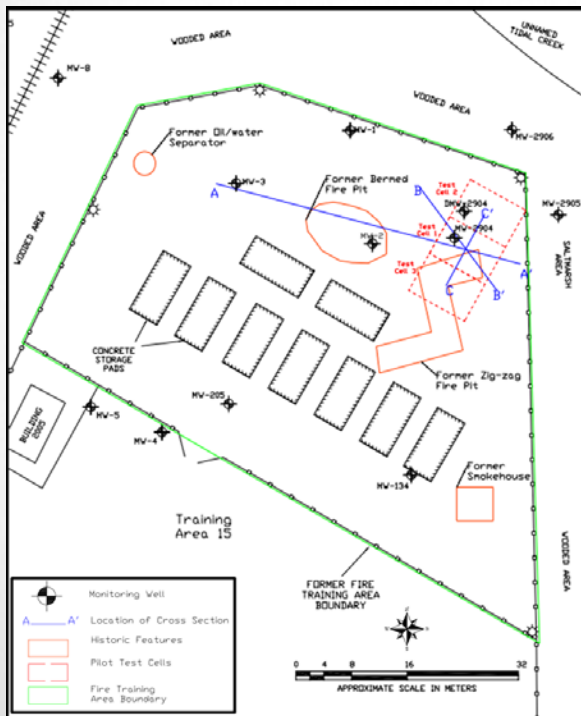 UNNAMED
TIDAL CREEK
WOODED AREA
MW-8
WOODED AREA
MW-1
MW-2906
Former Oil/water
Separator
Former Bermed
Fire Pit
MW-3
A
Test
Cell 2
B
DMW-2904
C'
MW-2905
Test
Cell 1
MW-2904
MW-2
SALTMARSH
AREA
WOODED AREA
Test
Cell 3
A'
C
B'
CONCRETE
STORAGE
PADS
Former Zig-zag
Fire Pit
BUILDING
2005
MW-5
MW-205
MW-4
MW-134
Former
Smokehouse
Training
Area 15
WOODED AREA
FORMER FIRE
TRAINING AREA
BOUNDARY
Monitoring Well
A A' Location of Cross Section
Historic Features
Pilot Test Cells
Fire Training
Area Boundary
0 4 8 16 32
APPROXIMATE SCALE IN METERS